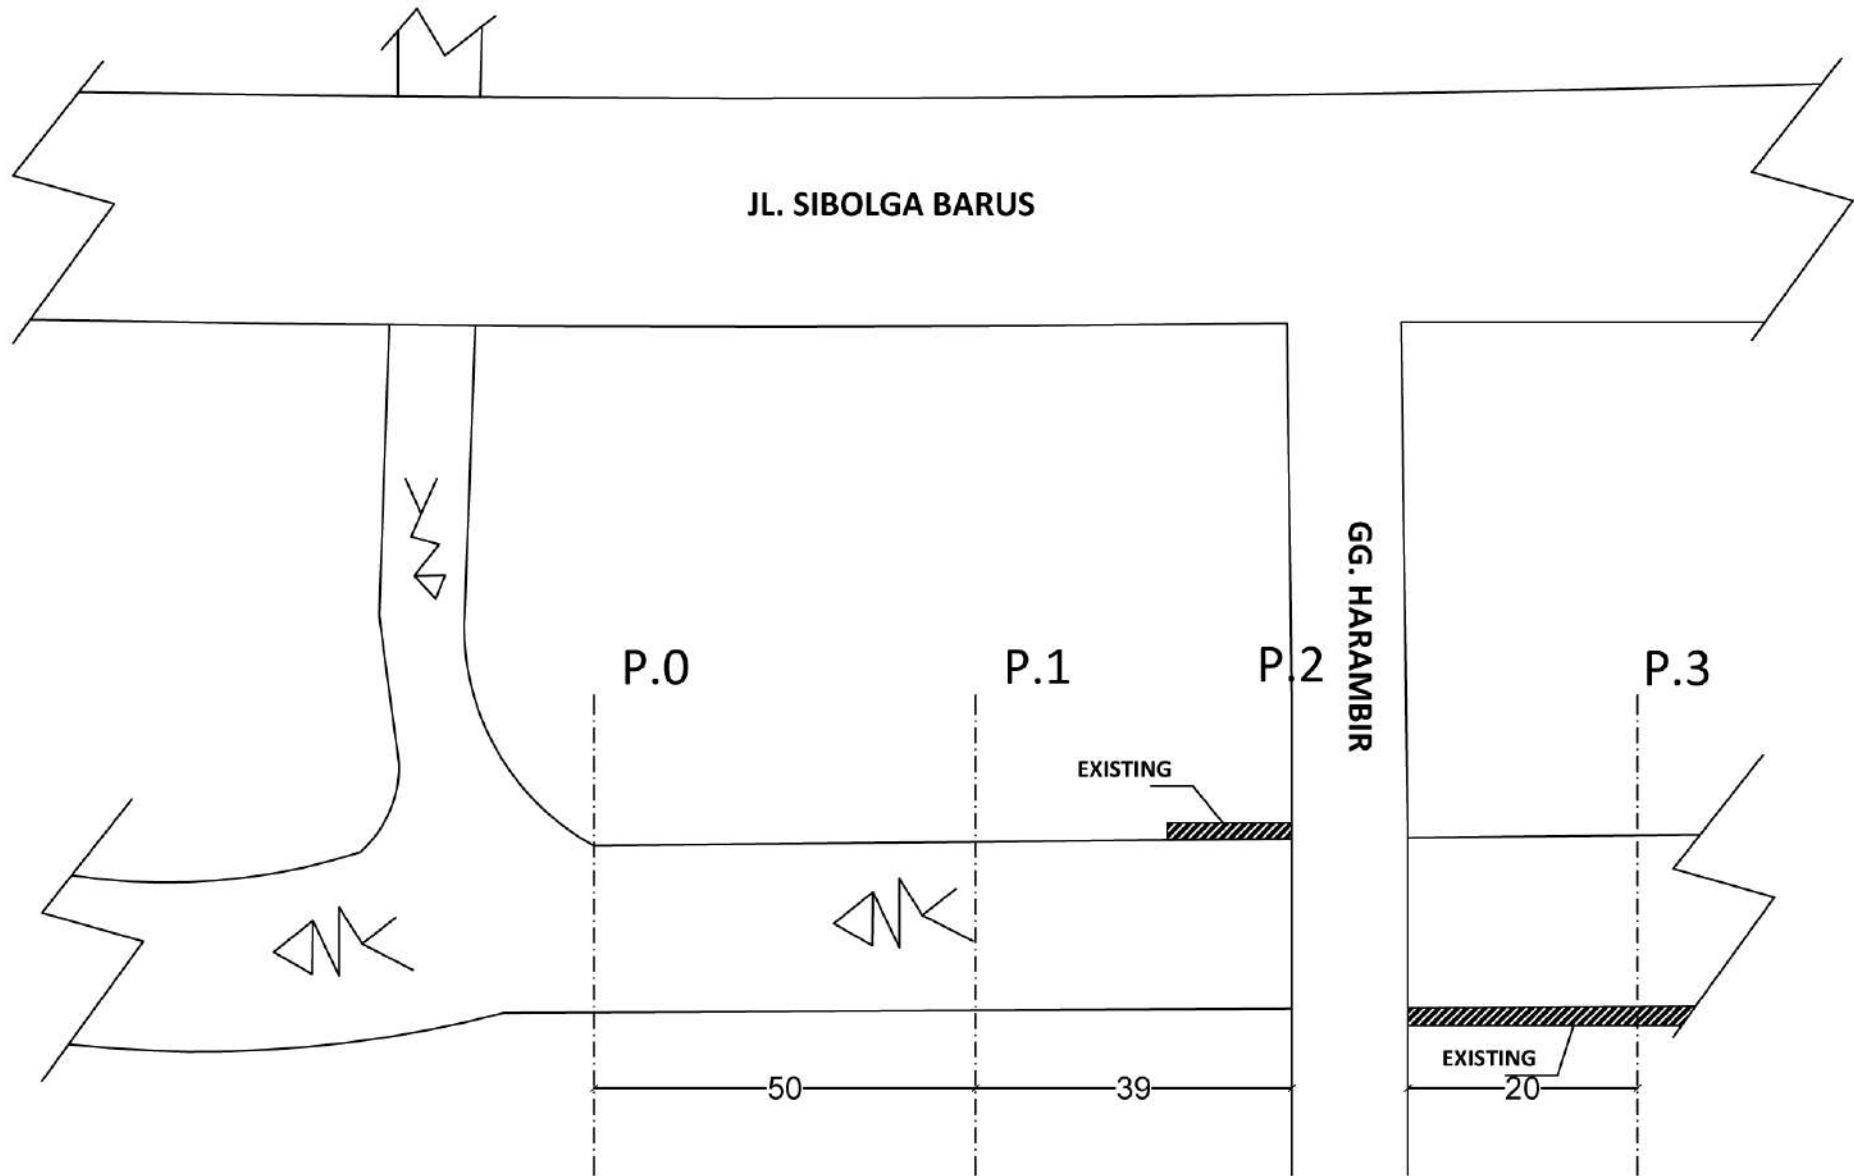 JL. SIBOLGA BARUS
GG. HARAMBIR
P.0
P.1
P.2
P.3
EXISTING
EXISTING
50
39
20